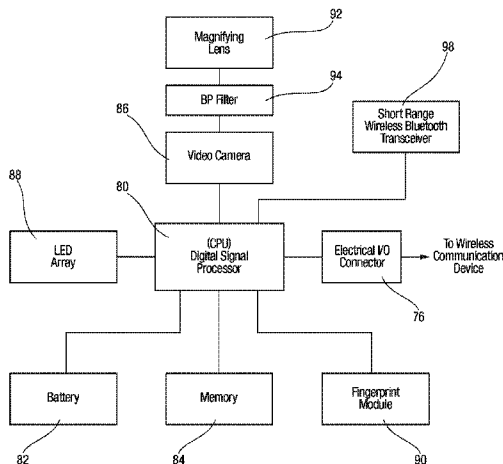 92
Magnifying
Lens
94
BP Filter
98
86
Short Range
Wireless Bluetooth
Transceiver
Video Camera
88
80
LED
Array
(CPU)
Digital Signal
Processor
Electrical I/O
Connector
To Wireless
Communication
Device
76
Battery
Memory
Fingerprint
Module
82
84
90